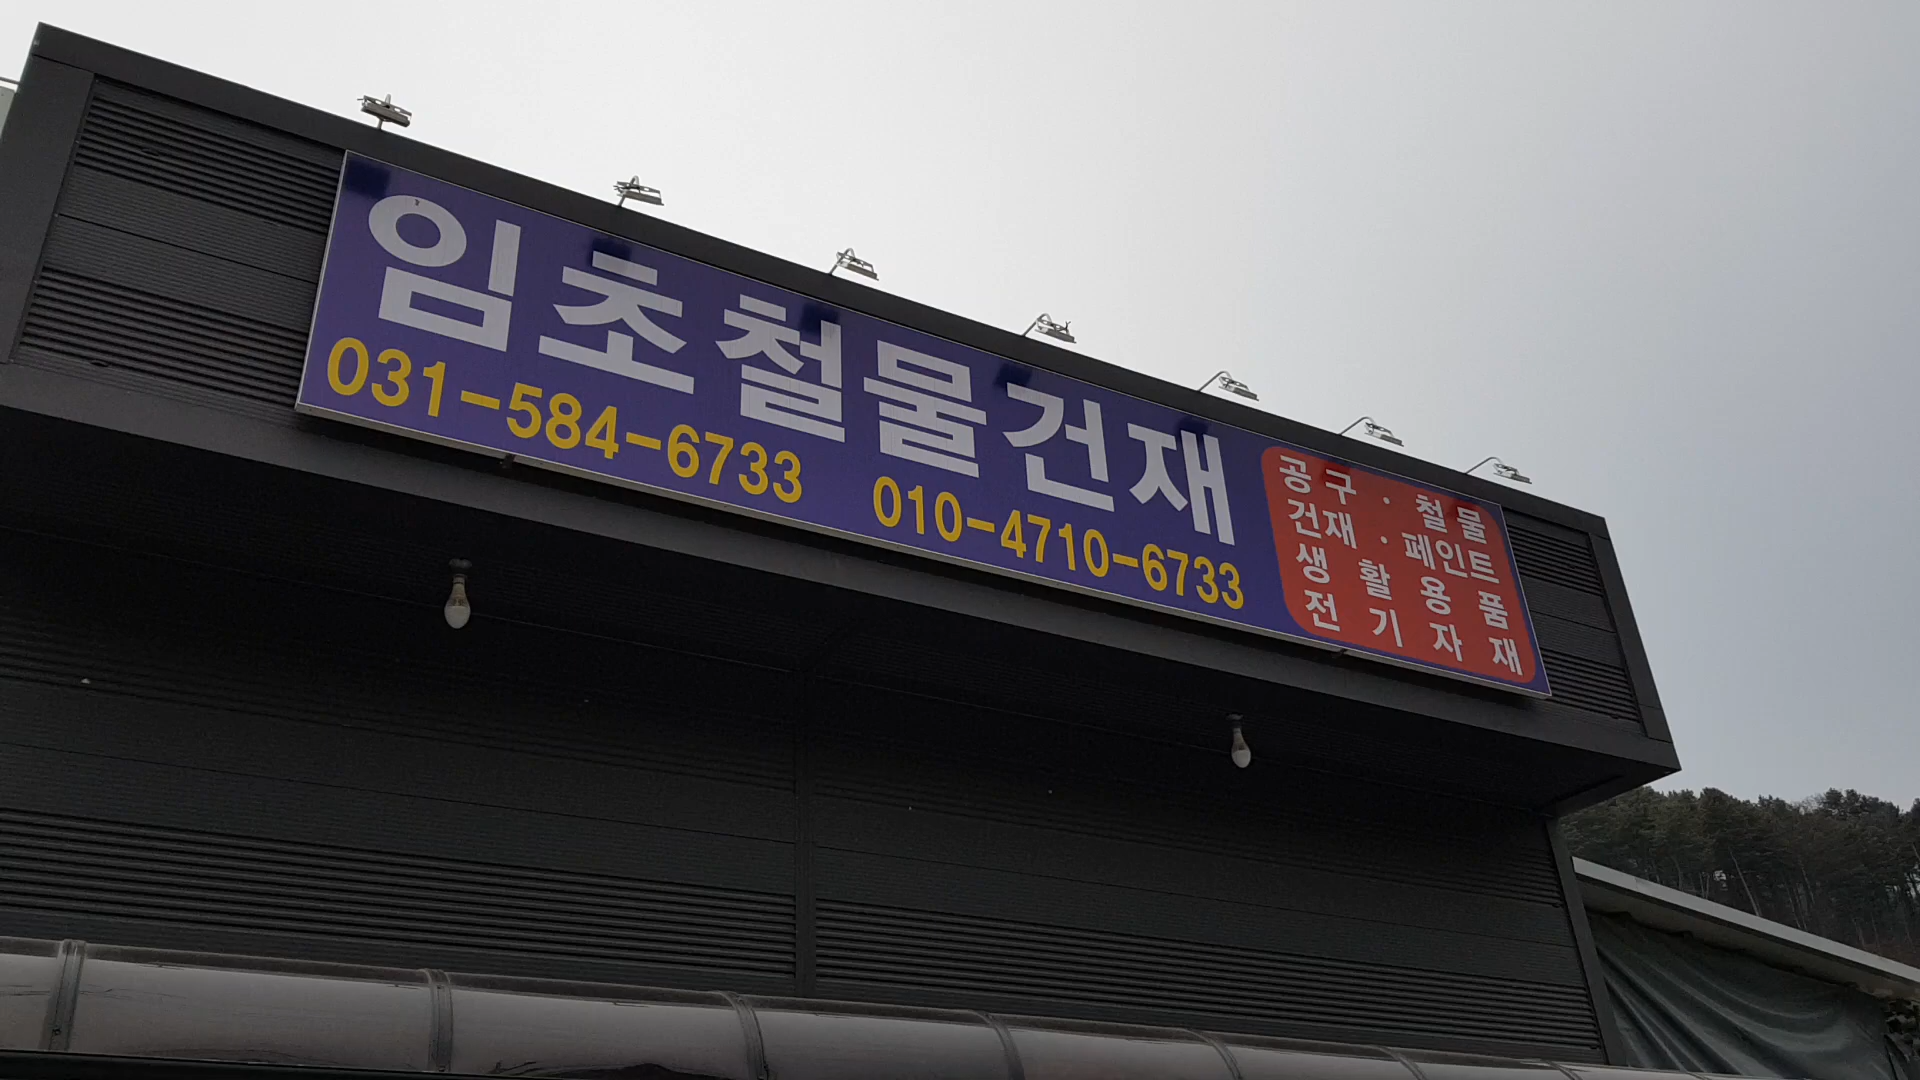 임초철물건재
031-584-6733 010-4710-6733
공구 · 철물
건재 · 페인트
생활용품
전기자재